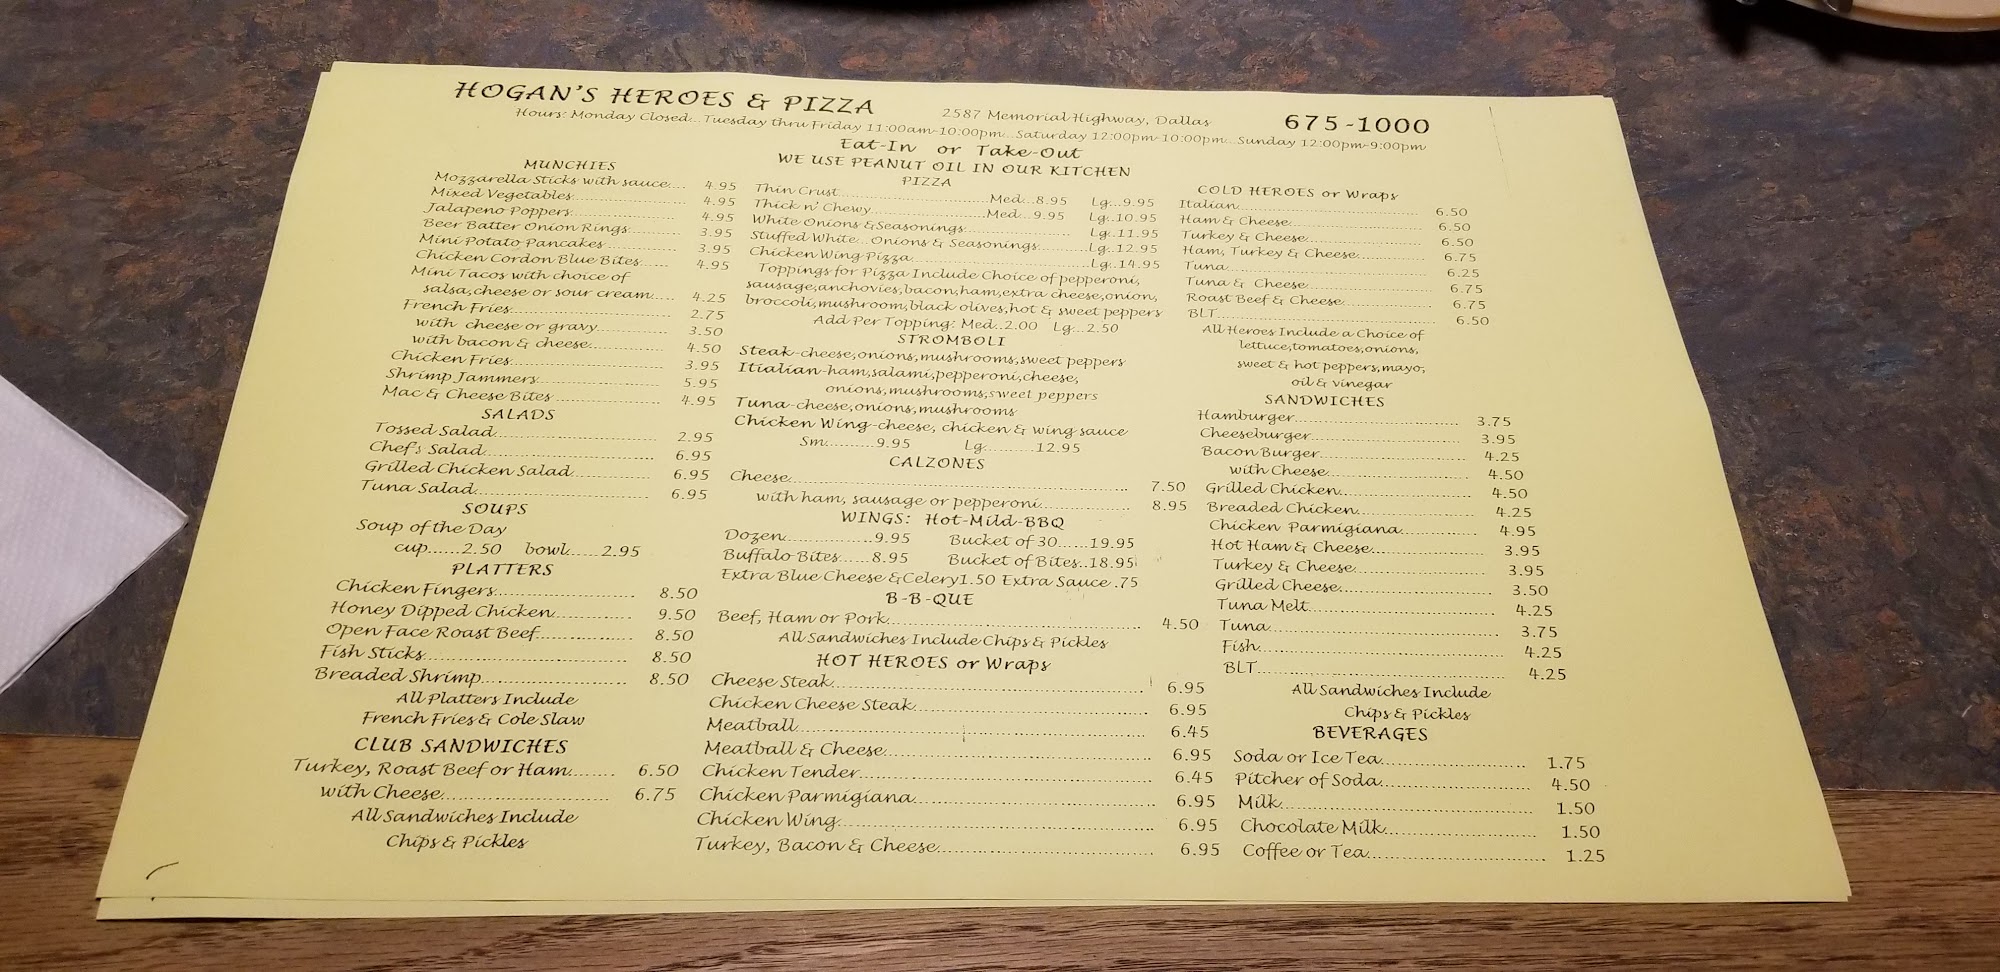 HOGAN'S HEROES & PIZZA 2587 Memorial Highway, Dallas 675-1000
Hours: Monday Closed...Tuesday thru Friday 11:00am-10:00pm...Saturday 12:00pm-10:00pm...Sunday 12:00pm-9:00pm
Eat-In or Take-Out
WE USE PEANUT OIL IN OUR KITCHEN
MUNCHIES
Mozzarella Sticks with sauce.... 4.95
Mixed Vegetables 4.95
Jalapeno Poppers 4.95
Beer Batter Onion Rings 3.95
Mini Potato Pancakes 3.95
Chicken Cordon Blue Bites 4.95
Mini Tacos with choice of
salsa,cheese or sour cream 4.25
French Fries 2.75
with cheese or gravy 3.50
with bacon & cheese 4.50
Chicken Fries 3.95
Shrimp Jammers 5.95
Mac & Cheese Bites 4.95
SALADS
Tossed Salad 2.95
Chef's Salad 6.95
Grilled Chicken Salad 6.95
Tuna Salad 6.95
SOUPS
Soup of the Day
cup......2.50 bowl......2.95
PLATTERS
Chicken Fingers 8.50
Honey Dipped Chicken 9.50
Open Face Roast Beef 8.50
Fish Sticks 8.50
Breaded Shrimp 8.50
All Platters Include
French Fries & Cole Slaw
CLUB SANDWICHES
Turkey, Roast Beef or Ham 6.50
with Cheese 6.75
All Sandwiches Include
Chips & Pickles
PIZZA
Thin Crust Med...8.95 Lg...9.95
Thick n' Chewy Med...9.95 Lg..10.95
White Onions & Seasonings Lg..11.95
Stuffed White...Onions & Seasonings Lg..12.95
Chicken Wing Pizza Lg..14.95
Toppings for Pizza Include Choice of pepperoni,
sausage,anchovies,bacon,ham,extra cheese,onion,
broccoli,mushroom,black olives,hot & sweet peppers
Add Per Topping: Med..2.00 Lg...2.50
STROMBOLI
Steak-cheese,onions,mushrooms,sweet peppers
Itialian-ham,salami,pepperoni,cheese,
onions,mushrooms,sweet peppers
Tuna-cheese,onions,mushrooms
Chicken Wing-cheese, chicken & wing sauce
Sm..........9.95 Lg..........12.95
CALZONES
Cheese 7.50
with ham, sausage or pepperoni 8.95
WINGS: Hot-Mild-BBQ
Dozen 9.95 Bucket of 30......19.95
Buffalo Bites.....8.95 Bucket of Bites..18.95
Extra Blue Cheese &Celery1.50 Extra Sauce .75
B-B-QUE
Beef, Ham or Pork 4.50
All Sandwiches Include Chips & Pickles
HOT HEROES or Wraps
Cheese Steak 6.95
Chicken Cheese Steak 6.95
Meatball 6.45
Meatball & Cheese 6.95
Chicken Tender 6.45
Chicken Parmigiana 6.95
Chicken Wing 6.95
Turkey, Bacon & Cheese 6.95
COLD HEROES or Wraps
Italian 6.50
Ham & Cheese 6.50
Turkey & Cheese 6.50
Ham, Turkey & Cheese 6.75
Tuna 6.25
Tuna & Cheese 6.75
Roast Beef & Cheese 6.75
BLT 6.50
All Heroes Include a Choice of
lettuce,tomatoes,onions,
sweet & hot peppers,mayo,
oil & vinegar
SANDWICHES
Hamburger 3.75
Cheeseburger 3.95
Bacon Burger 4.25
with Cheese 4.50
Grilled Chicken 4.50
Breaded Chicken 4.25
Chicken Parmigiana 4.95
Hot Ham & Cheese 3.95
Turkey & Cheese 3.95
Grilled Cheese 3.50
Tuna Melt 4.25
Tuna 3.75
Fish 4.25
BLT 4.25
All Sandwiches Include
Chips & Pickles
BEVERAGES
Soda or Ice Tea 1.75
Pitcher of Soda 4.50
Milk 1.50
Chocolate Milk 1.50
Coffee or Tea 1.25